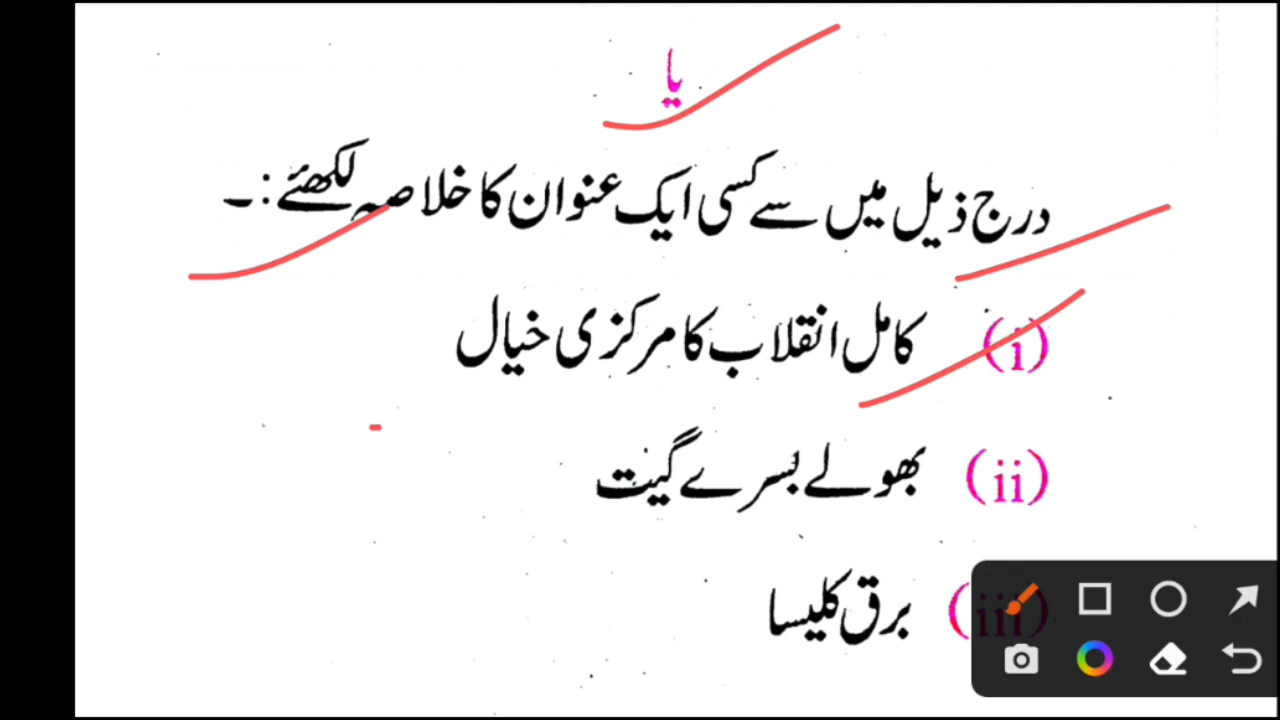 یا
درج ذیل میں سے کسی ایک عنوان کا خلاصہ لکھئے :۔
(i) کامل انقلاب کا مرکزی خیال
(ii) بھولے بسرے گیت
(iii) برق کلیسا